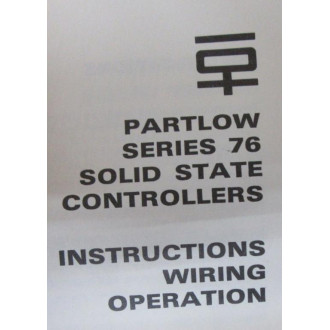 PARTLOW
SERIES 76
SOLID STATE
CONTROLLERS
INSTRUCTIONS
WIRING
OPERATION